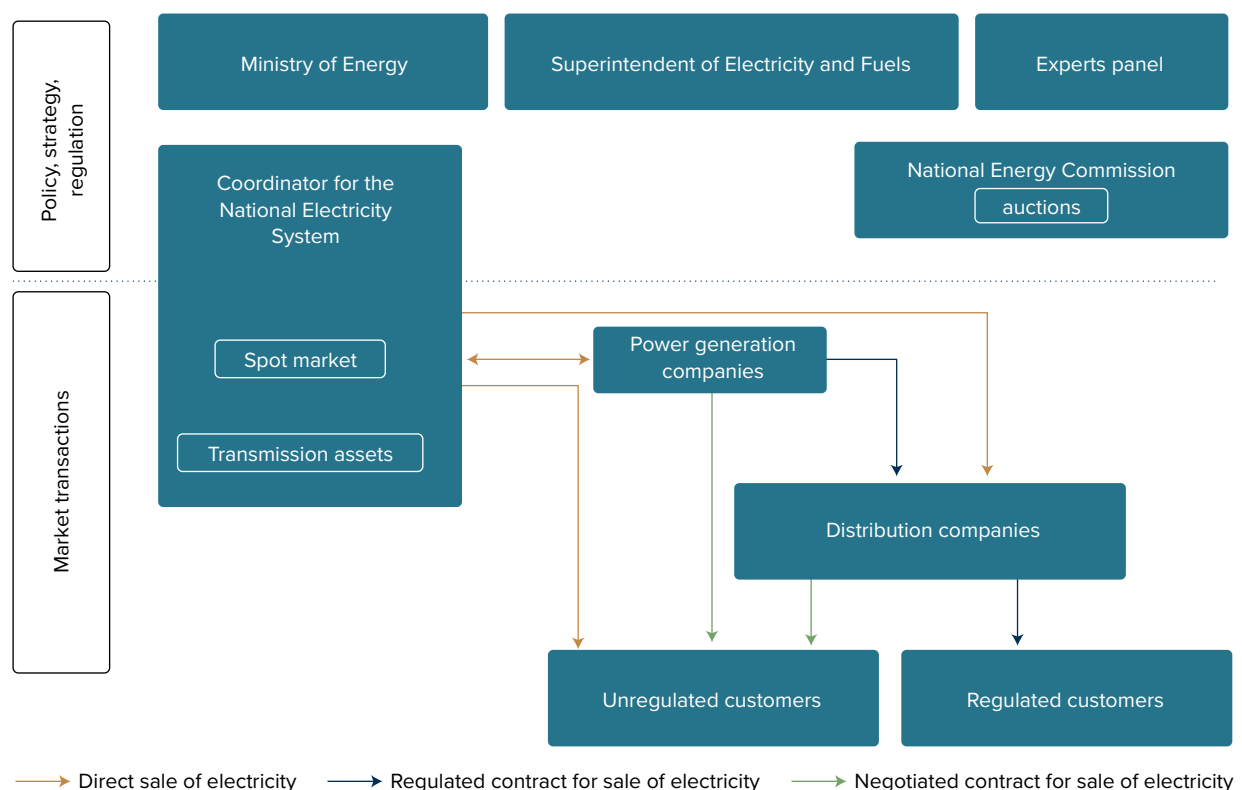 Policy, strategy,
regulation
Ministry of Energy
Superintendent of Electricity and Fuels
Experts panel
Coordinator for the
National Electricity
System
National Energy Commission
auctions
Market transactions
Spot market
Transmission assets
Power generation
companies
Distribution companies
Unregulated customers
Regulated customers
Direct sale of electricity
Regulated contract for sale of electricity
Negotiated contract for sale of electricity